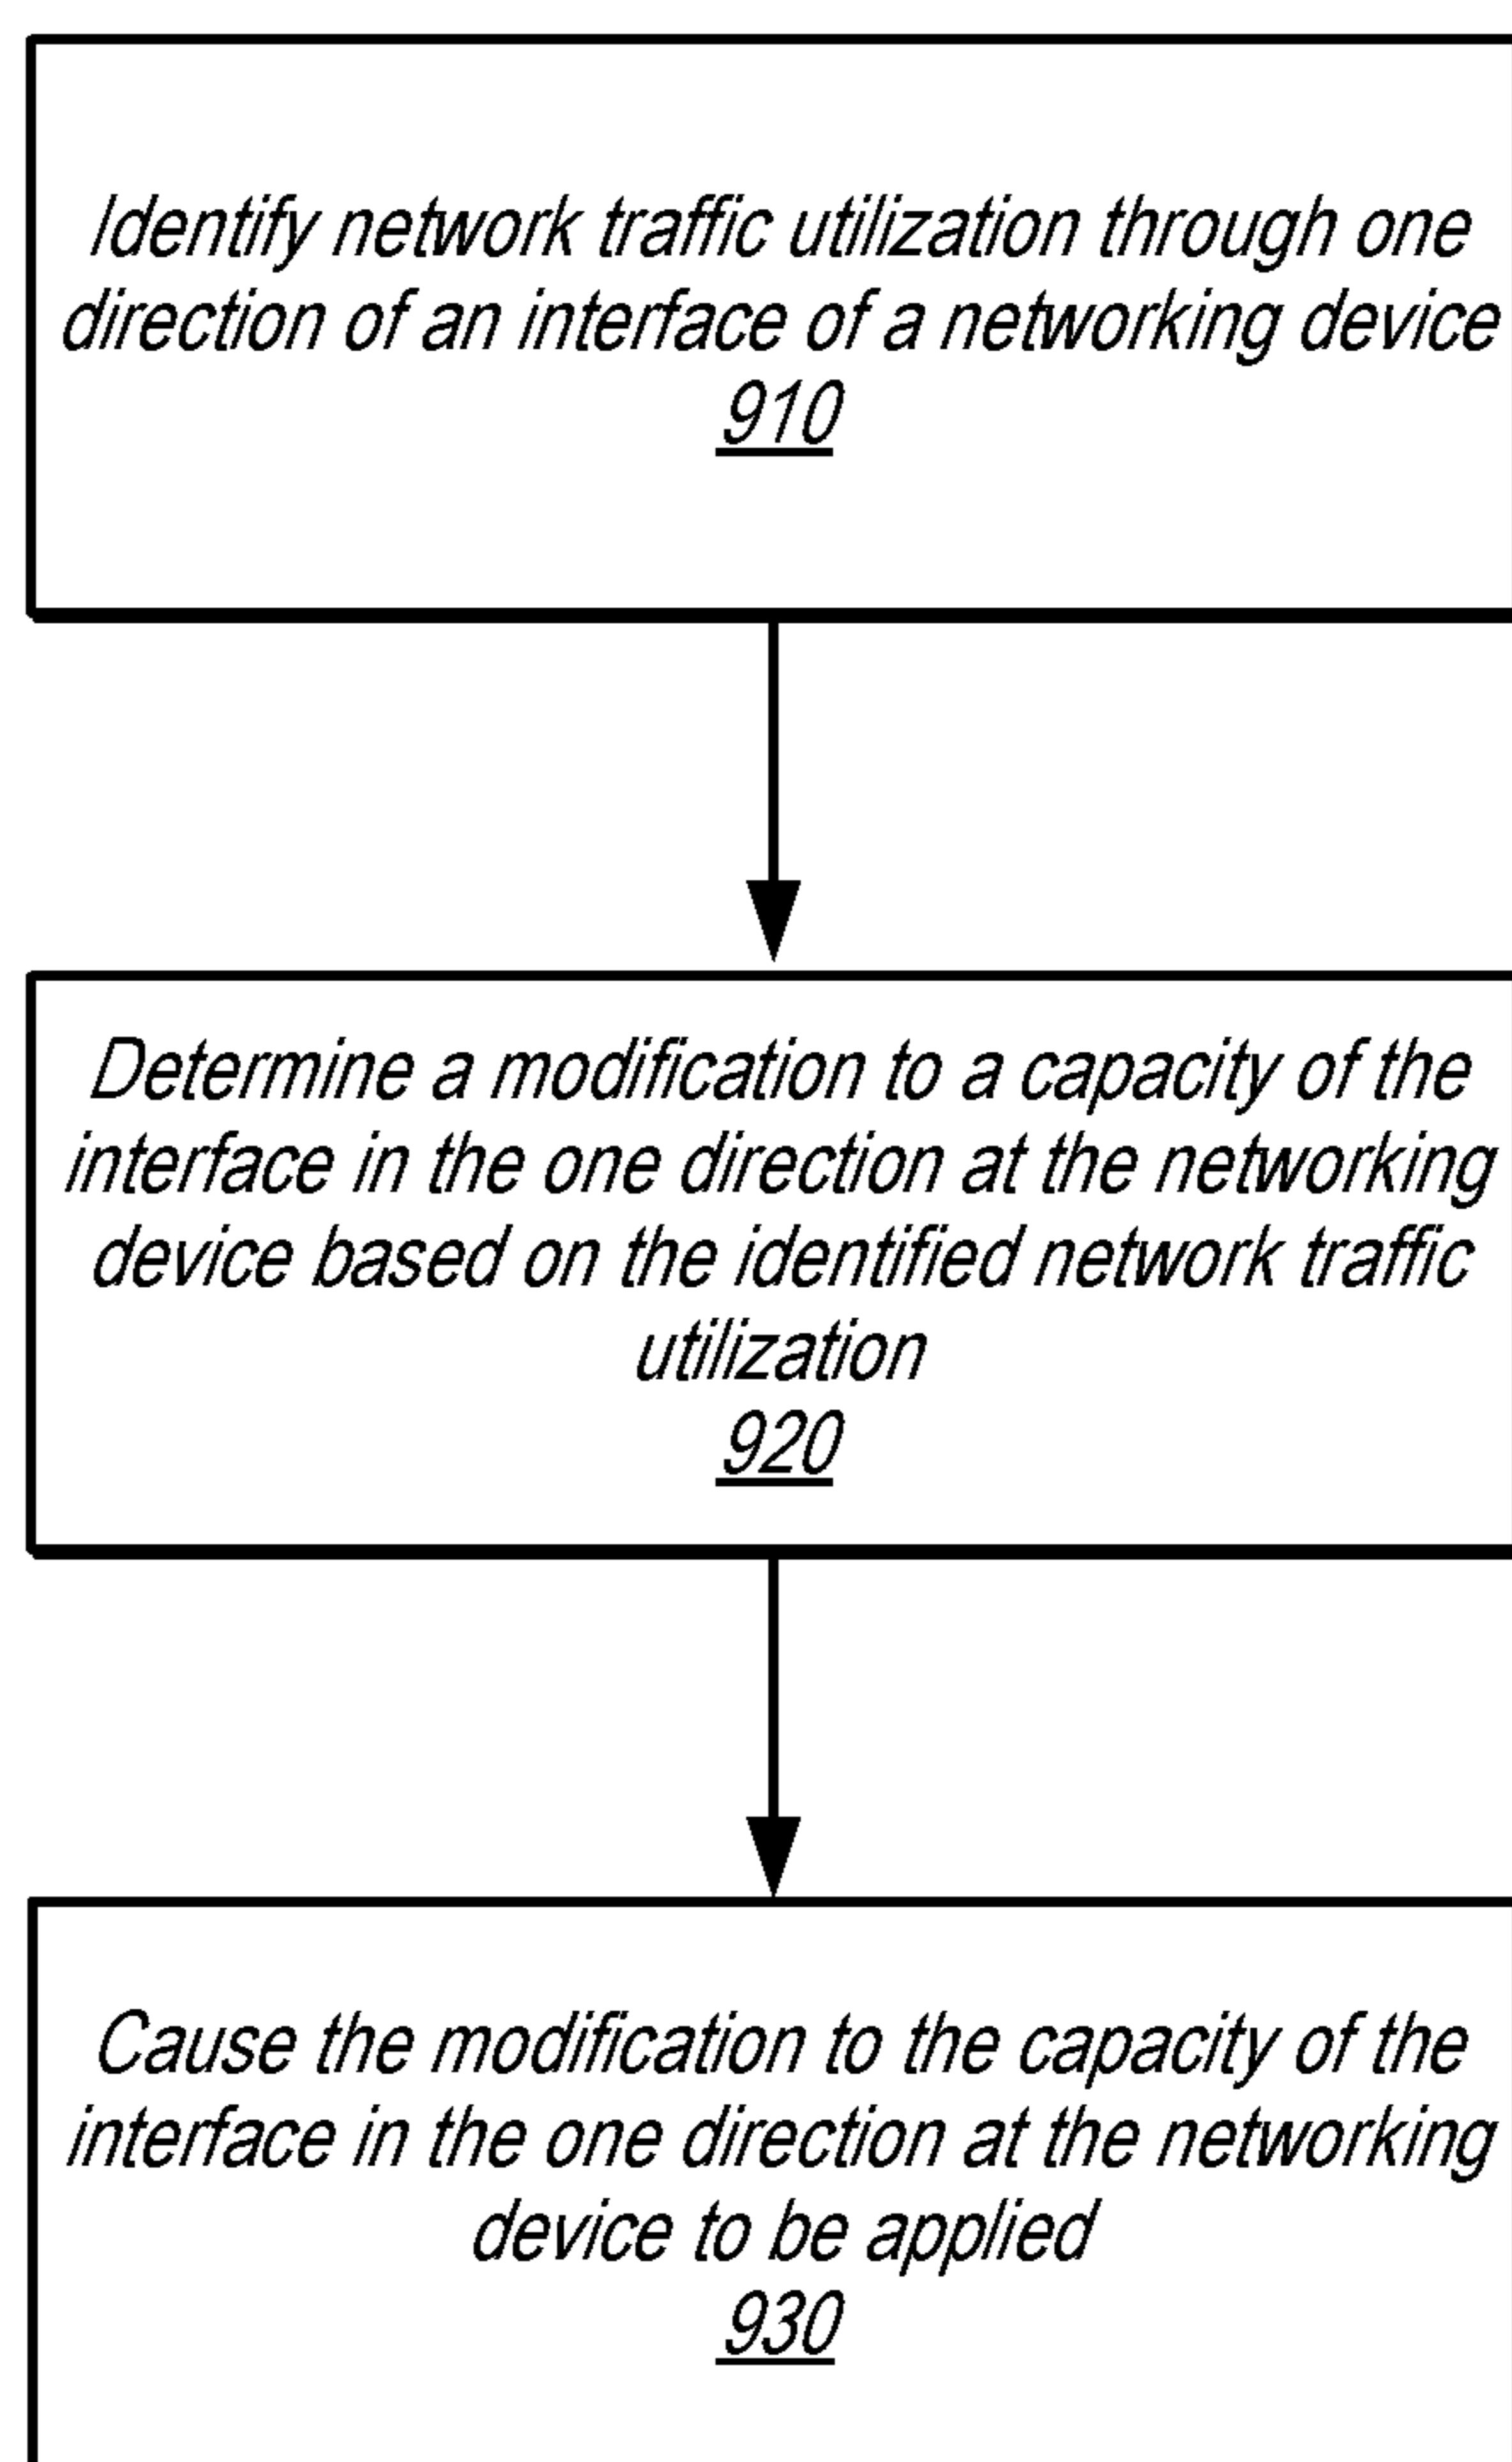 Identify network traffic utilization through one
direction of an interface of a networking device
910
Determine a modification to a capacity of the
interface in the one direction at the networking
device based on the identified network traffic
utilization
920
Cause the modification to the capacity of the
interface in the one direction at the networking
device to be applied
930